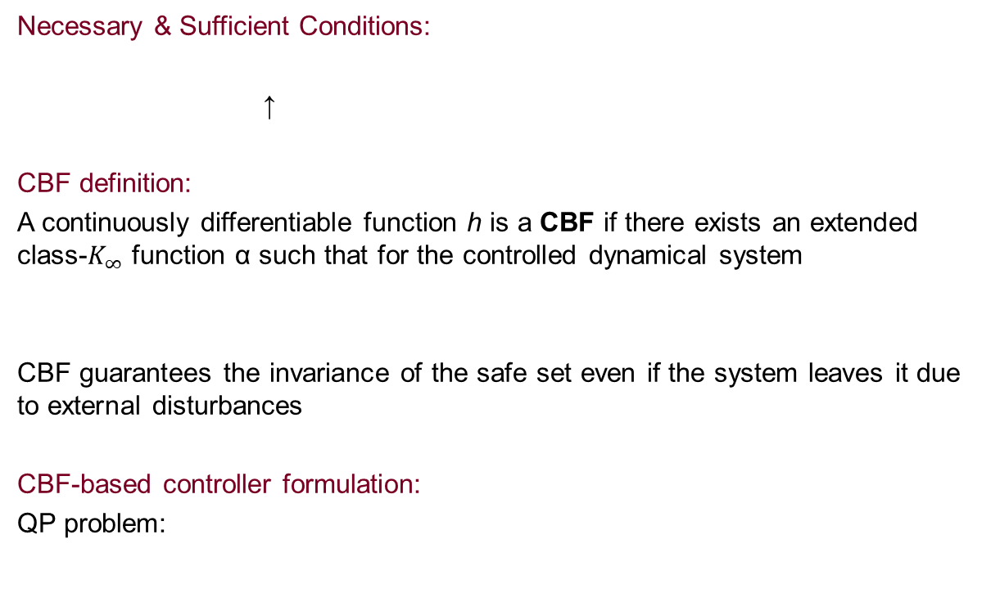 Necessary & Sufficient Conditions:
↑
CBF definition:
A continuously differentiable function h is a CBF if there exists an extended
class-K∞ function α such that for the controlled dynamical system
CBF guarantees the invariance of the safe set even if the system leaves it due
to external disturbances
CBF-based controller formulation:
QP problem: